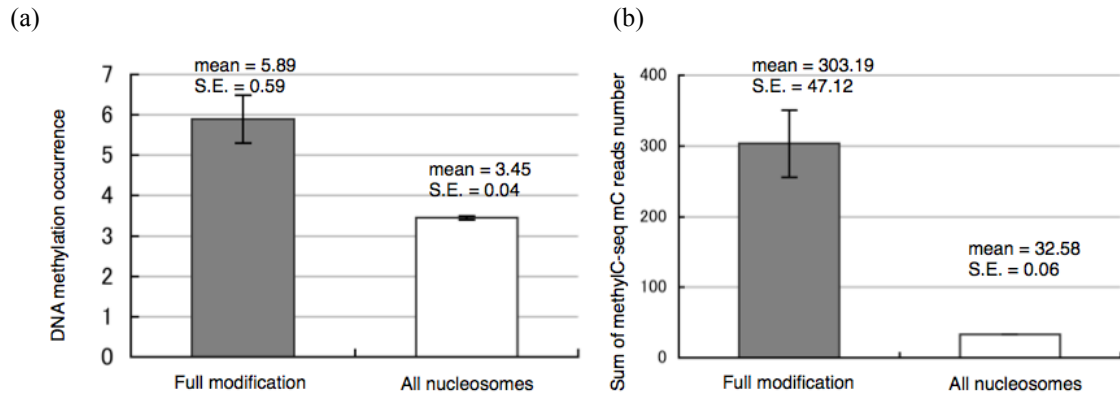 (a)
mean = 5.89
S.E. = 0.59
mean = 3.45
S.E. = 0.04
DNA methylation occurrence
7
6
5
4
3
2
1
0
Full modification
All nucleosomes
(b)
mean = 303.19
S.E. = 47.12
mean = 32.58
S.E. = 0.06
Sum of methylC-seq mC reads number
400
300
200
100
0
Full modification
All nucleosomes